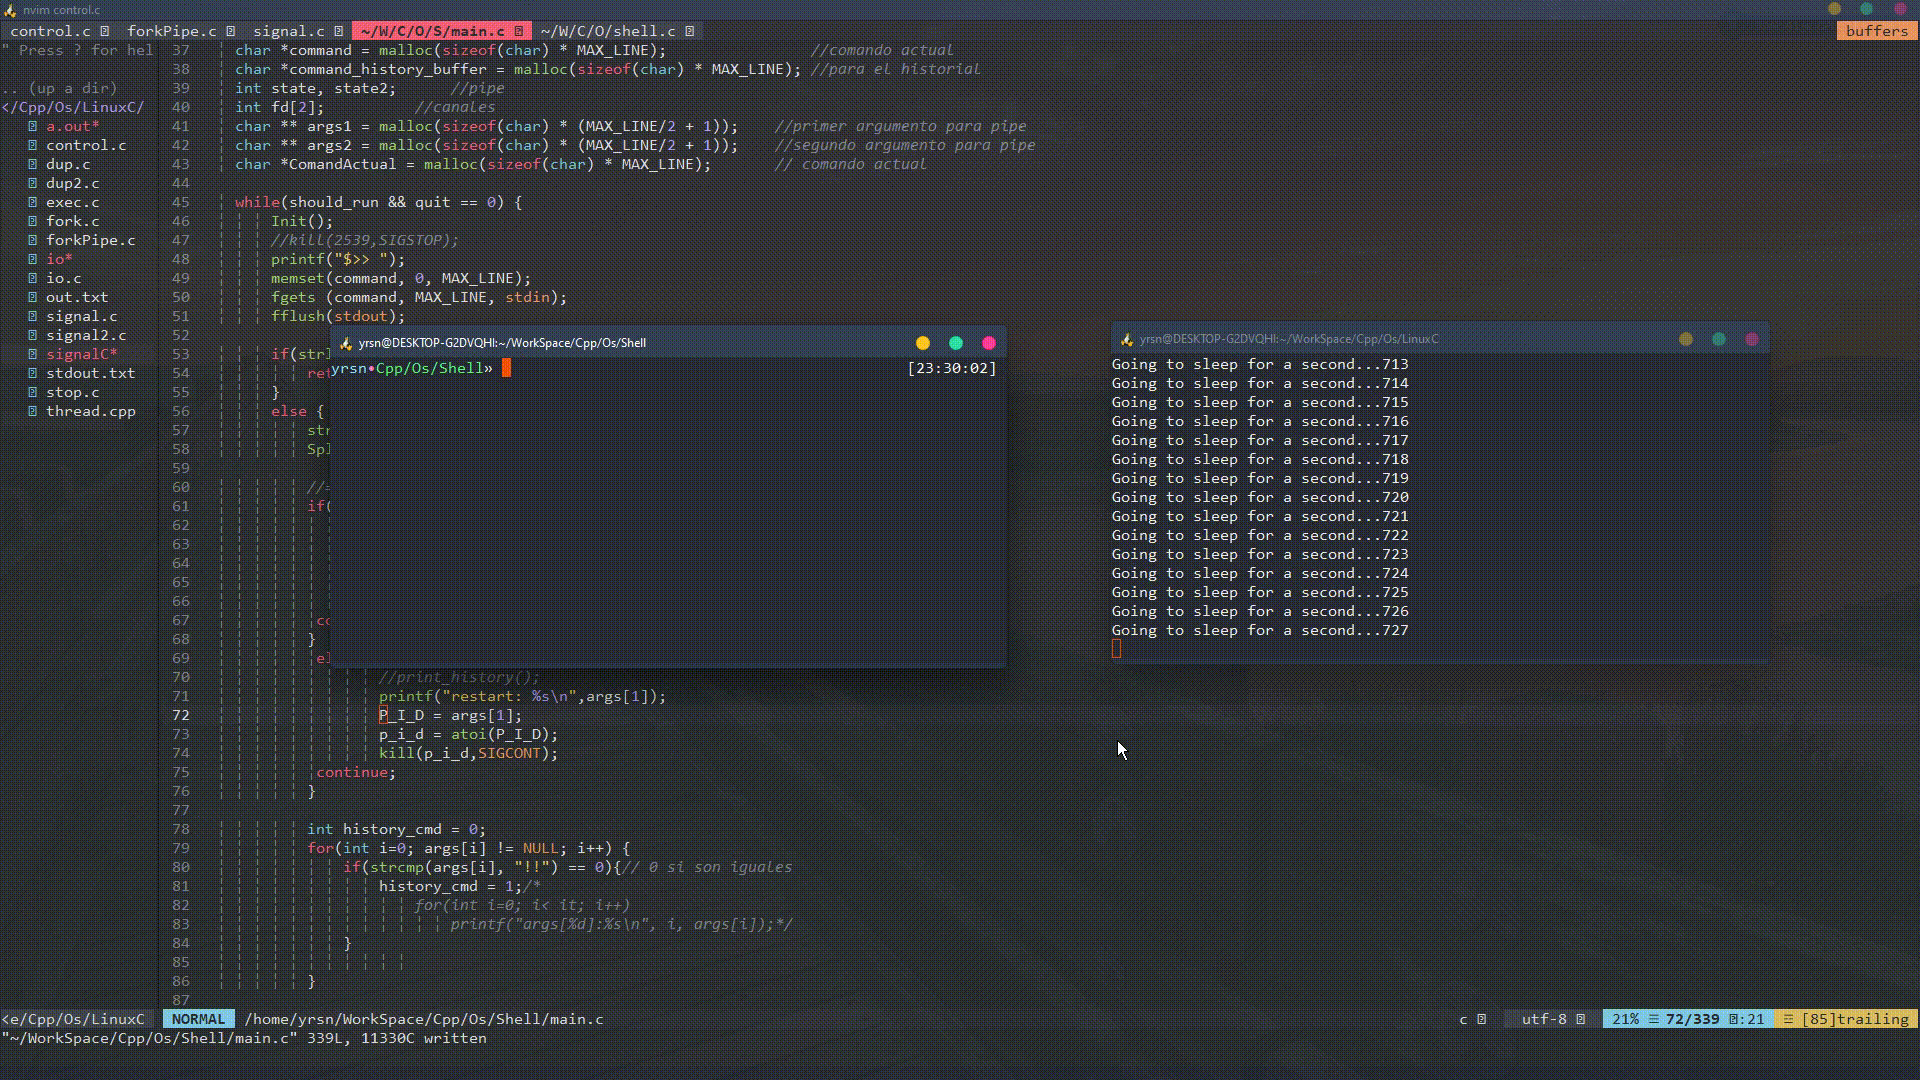 nvim control.c
control.c forkPipe.c signal.c ~/W/C/O/S/main.c ~/W/C/O/shell.c buffers
" Press ? for hel
.. (up a dir)
</Cpp/Os/LinuxC/
a.out*
control.c
dup.c
dup2.c
exec.c
fork.c
forkPipe.c
io*
io.c
out.txt
signal.c
signal2.c
signalC*
stdout.txt
stop.c
thread.cpp
37 char *command = malloc(sizeof(char) * MAX_LINE); //comando actual
38 char *command_history_buffer = malloc(sizeof(char) * MAX_LINE); //para el historial
39 int state, state2; //pipe
40 int fd[2]; //canales
41 char ** args1 = malloc(sizeof(char) * (MAX_LINE/2 + 1)); //primer argumento para pipe
42 char ** args2 = malloc(sizeof(char) * (MAX_LINE/2 + 1)); //segundo argumento para pipe
43 char *ComandActual = malloc(sizeof(char) * MAX_LINE); // comando actual
44
45 while(should_run && quit == 0) {
46 Init();
47 //kill(2539,SIGSTOP);
48 printf("$>> ");
49 memset(command, 0, MAX_LINE);
50 fgets (command, MAX_LINE, stdin);
51 fflush(stdout);
52
53 if(strl
54 ret
55 }
56 else {
57 str
58 Spl
59
60 //=
61 if(
62
63
64
65
66
67 co
68 }
69 el
70 //print_history();
71 printf("restart: %s\n",args[1]);
72 P_I_D = args[1];
73 p_i_d = atoi(P_I_D);
74 kill(p_i_d,SIGCONT);
75 continue;
76 }
77
78 int history_cmd = 0;
79 for(int i=0; args[i] != NULL; i++) {
80 if(strcmp(args[i], "!!") == 0){// 0 si son iguales
81 history_cmd = 1;/*
82 for(int i=0; i< it; i++)
83 printf("args[%d]:%s\n", i, args[i]);*/
84 }
85
86 }
87
yrsn@DESKTOP-G2DVQHI:~/WorkSpace/Cpp/Os/Shell
yrsn•Cpp/Os/Shell» [23:30:02]
yrsn@DESKTOP-G2DVQHI:~/WorkSpace/Cpp/Os/LinuxC
Going to sleep for a second...713
Going to sleep for a second...714
Going to sleep for a second...715
Going to sleep for a second...716
Going to sleep for a second...717
Going to sleep for a second...718
Going to sleep for a second...719
Going to sleep for a second...720
Going to sleep for a second...721
Going to sleep for a second...722
Going to sleep for a second...723
Going to sleep for a second...724
Going to sleep for a second...725
Going to sleep for a second...726
Going to sleep for a second...727
<e/Cpp/Os/LinuxC NORMAL /home/yrsn/WorkSpace/Cpp/Os/Shell/main.c c utf-8 21% ☰ 72/339 :21 ☰ [85]trailing
"~/WorkSpace/Cpp/Os/Shell/main.c" 339L, 11330C written